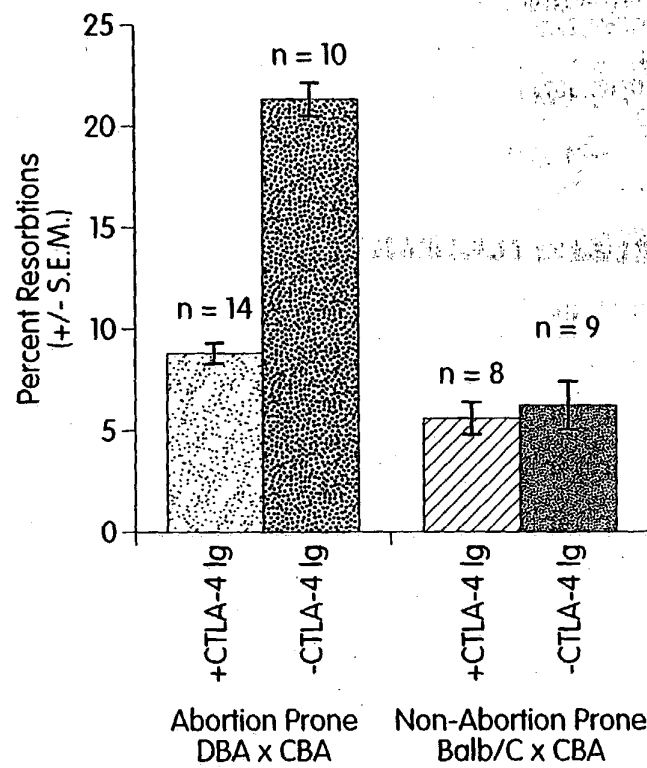 25
20
15
10
5
0
Percent Resorbtions
(+/- S.E.M.)
n = 14
n = 10
n = 8
n = 9
+CTLA-4 Ig
-CTLA-4 Ig
+CTLA-4 Ig
-CTLA-4 Ig
Abortion Prone
DBA x CBA
Non-Abortion Prone
Balb/C x CBA